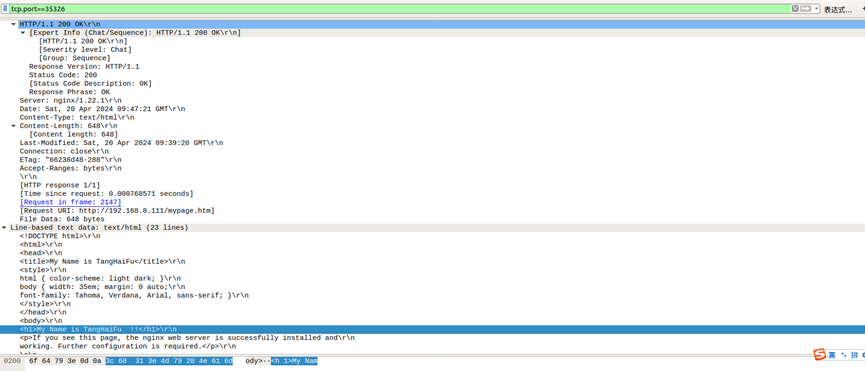 tcp.port==35326 表达式…
HTTP/1.1 200 OK\r\n
[Expert Info (Chat/Sequence): HTTP/1.1 200 OK\r\n]
[HTTP/1.1 200 OK\r\n]
[Severity level: Chat]
[Group: Sequence]
Response Version: HTTP/1.1
Status Code: 200
[Status Code Description: OK]
Response Phrase: OK
Server: nginx/1.22.1\r\n
Date: Sat, 20 Apr 2024 09:47:21 GMT\r\n
Content-Type: text/html\r\n
Content-Length: 648\r\n
[Content length: 648]
Last-Modified: Sat, 20 Apr 2024 09:39:20 GMT\r\n
Connection: close\r\n
ETag: "66238d48-288"\r\n
Accept-Ranges: bytes\r\n
\r\n
[HTTP response 1/1]
[Time since request: 0.000768571 seconds]
[Request in frame: 2147]
[Request URI: http://192.168.8.111/mypage.htm]
File Data: 648 bytes
Line-based text data: text/html (23 lines)
<!DOCTYPE html>\r\n
<html>\r\n
<head>\r\n
<title>My Name is TangHaiFu</title>\r\n
<style>\r\n
html { color-scheme: light dark; }\r\n
body { width: 35em; margin: 0 auto;\r\n
font-family: Tahoma, Verdana, Arial, sans-serif; }\r\n
</style>\r\n
</head>\r\n
<body>\r\n
<h1>My Name is TangHaiFu  !!</h1>\r\n
<p>If you see this page, the nginx web server is successfully installed and\r\n
working. Further configuration is required.</p>\r\n
\r\n
0200 6f 64 79 3e 0d 0a 3c 68 31 3e 4d 79 20 4e 61 6d ody>··<h 1>My Nam
S 英 拼